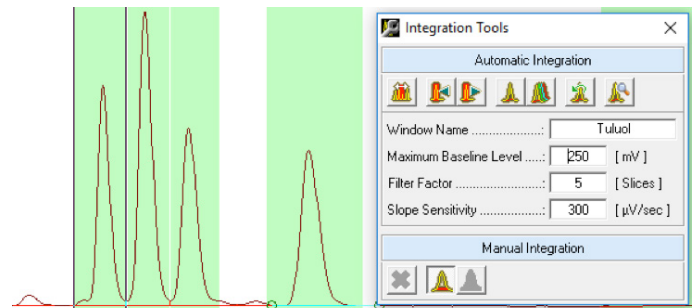 Integration Tools
Automatic Integration
Window Name ....................: Tuluol
Maximum Baseline Level .....: 250 [ mV ]
Filter Factor ......................: 5 [ Slices ]
Slope Sensitivity ................: 300 [ µV/sec ]
Manual Integration